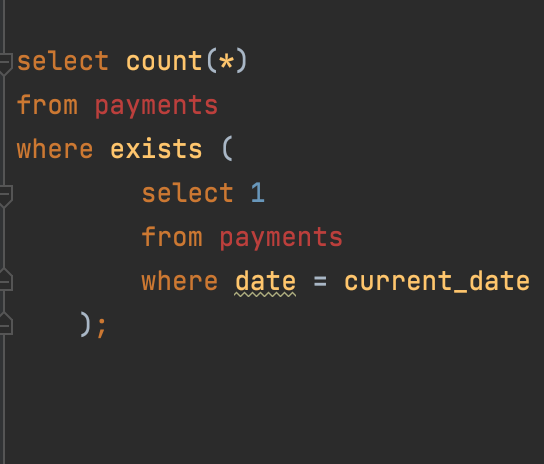 select count(*)
from payments
where exists (
select 1
from payments
where date = current_date
);